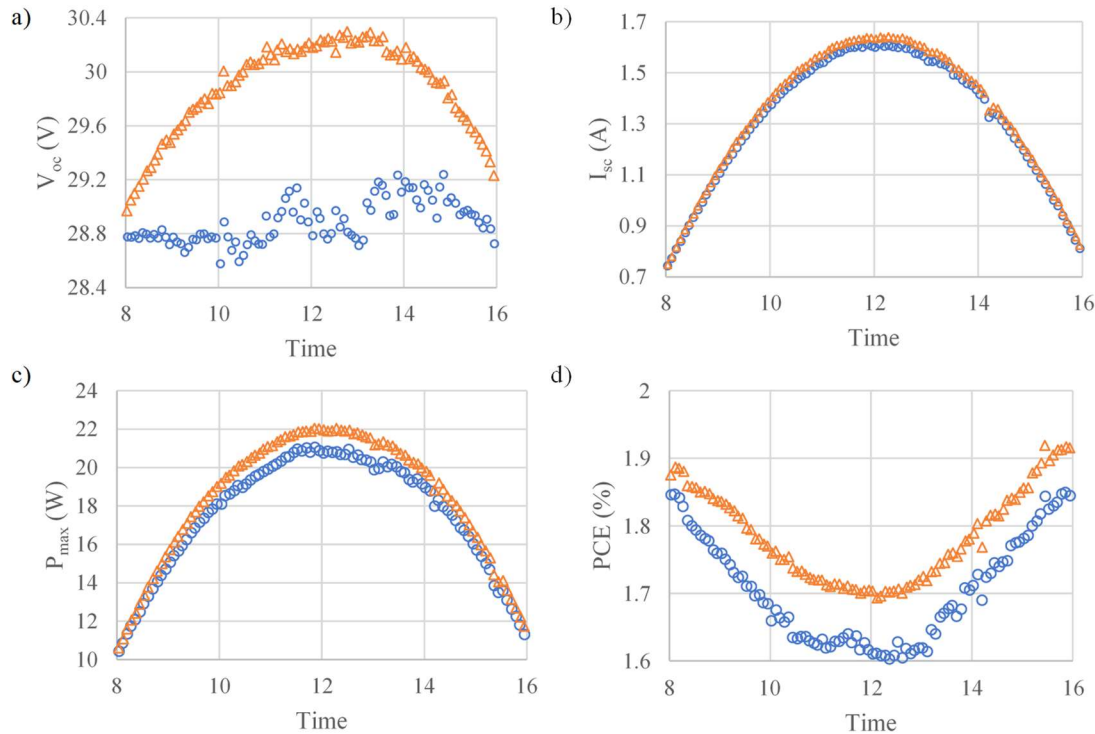 a)
30.4
30
29.6
29.2
28.8
28.4
Voc (V)
8 10 12 14 16
Time
b)
1.7
1.5
1.3
1.1
0.9
0.7
Isc (A)
8 10 12 14 16
Time
c)
24
22
20
18
16
14
12
10
Pmax (W)
8 10 12 14 16
Time
d)
2
1.9
1.8
1.7
1.6
PCE (%)
8 10 12 14 16
Time